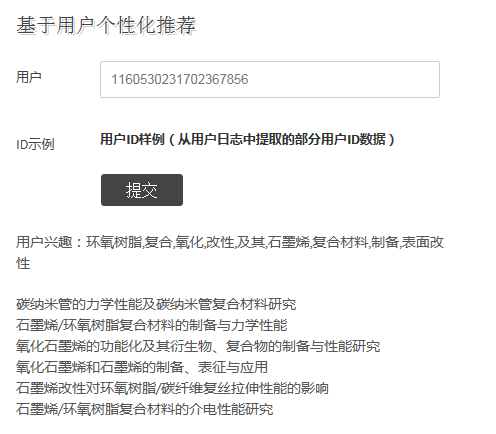 基于用户个性化推荐
用户
1160530231702367856
ID示例
用户ID样例（从用户日志中提取的部分用户ID数据）
提交
用户兴趣：环氧树脂,复合,氧化,改性,及其,石墨烯,复合材料,制备,表面改
性
碳纳米管的力学性能及碳纳米管复合材料研究
石墨烯/环氧树脂复合材料的制备与力学性能
氧化石墨烯的功能化及其衍生物、复合物的制备与性能研究
氧化石墨烯和石墨烯的制备、表征与应用
石墨烯改性对环氧树脂/碳纤维复丝拉伸性能的影响
石墨烯/环氧树脂复合材料的介电性能研究